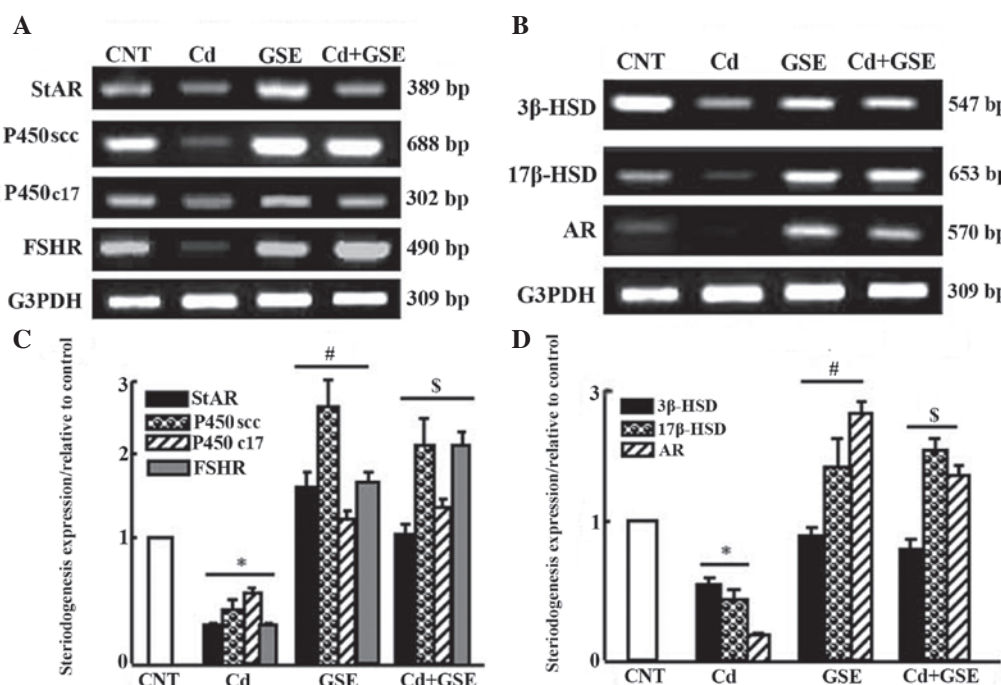 A
CNT Cd GSE Cd+GSE
StAR 389 bp
P450scc 688 bp
P450c17 302 bp
FSHR 490 bp
G3PDH 309 bp
B
CNT Cd GSE Cd+GSE
3β-HSD 547 bp
17β-HSD 653 bp
AR 570 bp
G3PDH 309 bp
C
Steriodogenesis expression/relative to control
3
2
1
0
StAR
P450 scc
P450 c17
FSHR
*
#
$
CNT Cd GSE Cd+GSE
D
Steriodogenesis expression/relative to control
3
1
0
3β-HSD
17β-HSD
AR
*
#
$
CNT Cd GSE Cd+GSE